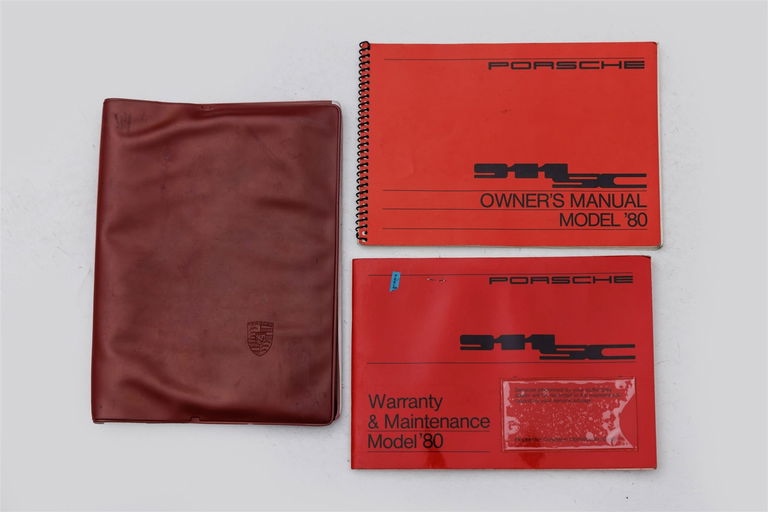 PORSCHE
911SC
OWNER'S MANUAL
MODEL '80
PORSCHE
911SC
Warranty
& Maintenance
Model '80